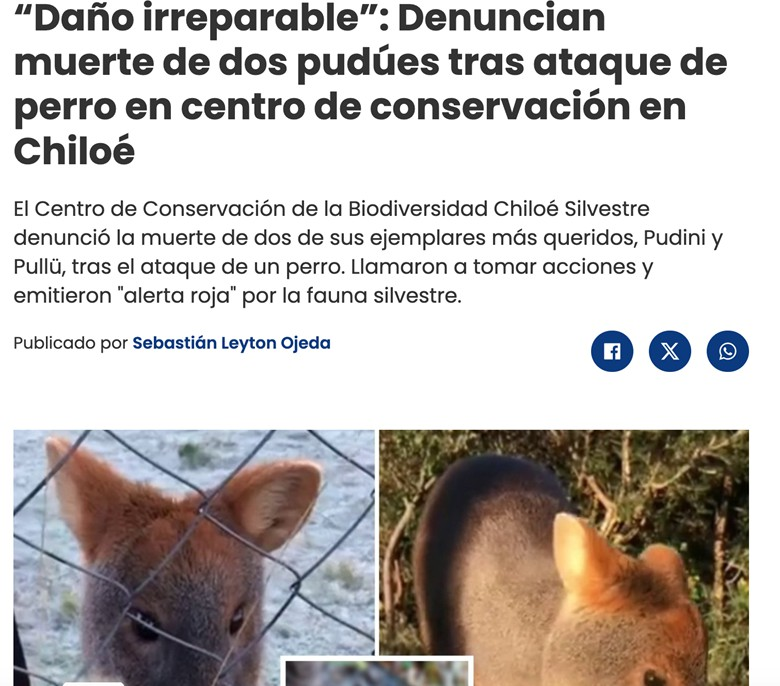 “Daño irreparable”: Denuncian
muerte de dos pudúes tras ataque de
perro en centro de conservación en
Chiloé
El Centro de Conservación de la Biodiversidad Chiloé Silvestre
denunció la muerte de dos de sus ejemplares más queridos, Pudini y
Pullü, tras el ataque de un perro. Llamaron a tomar acciones y
emitieron "alerta roja" por la fauna silvestre.
Publicado por Sebastián Leyton Ojeda